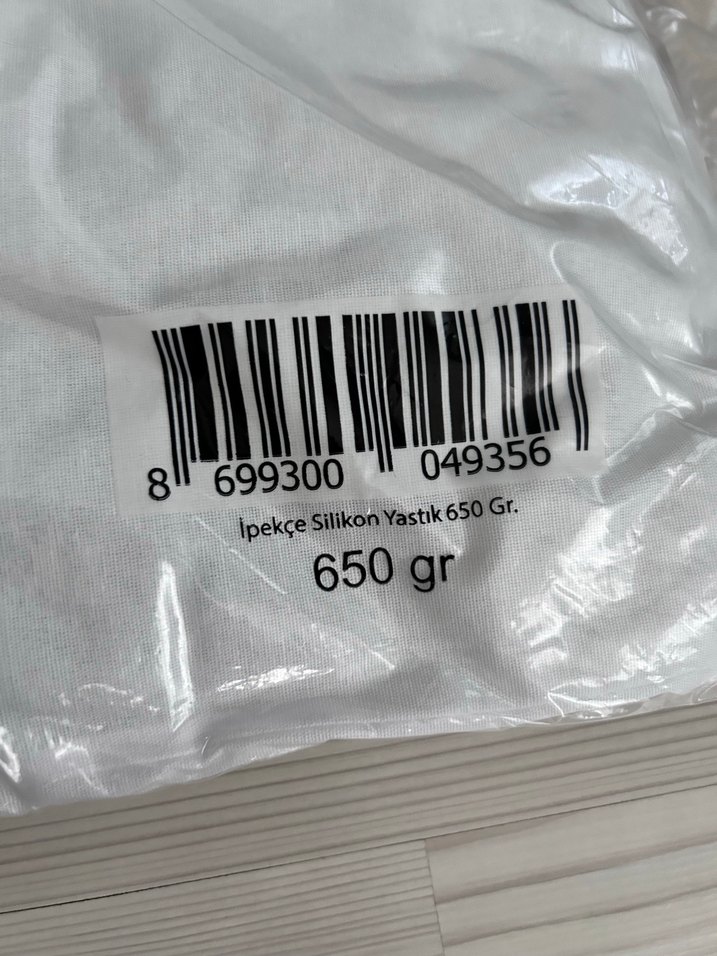 8 699300 049356
İpekçe Silikon Yastık 650 Gr.
650 gr